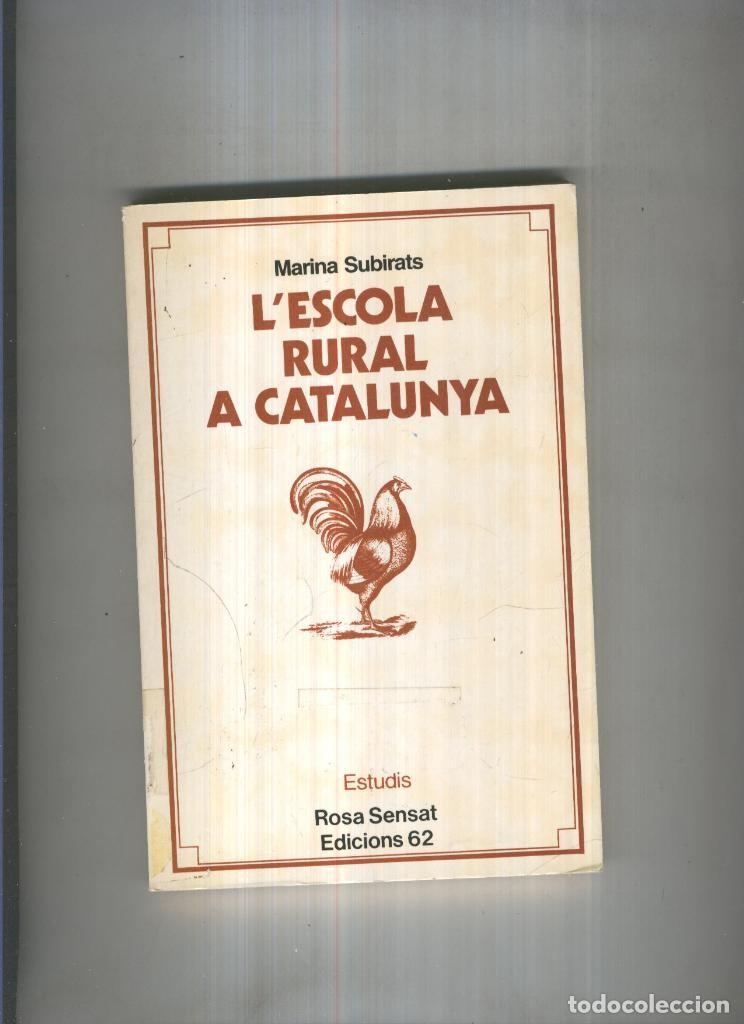 Marina Subirats
L'ESCOLA
RURAL
A CATALUNYA
Estudis
Rosa Sensat
Edicions 62
todocoleccion